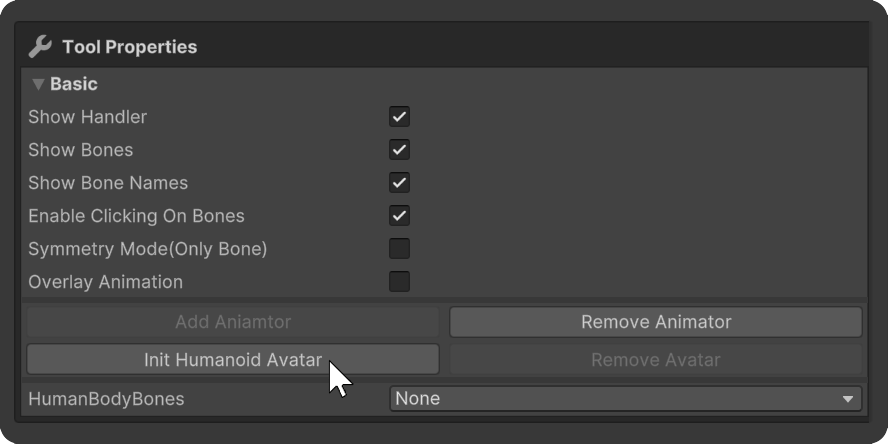 Tool Properties
Basic
Show Handler
Show Bones
Show Bone Names
Enable Clicking On Bones
Symmetry Mode(Only Bone)
Overlay Animation
Add Aniamtor Remove Animator
Init Humanoid Avatar Remove Avatar
HumanBodyBones None